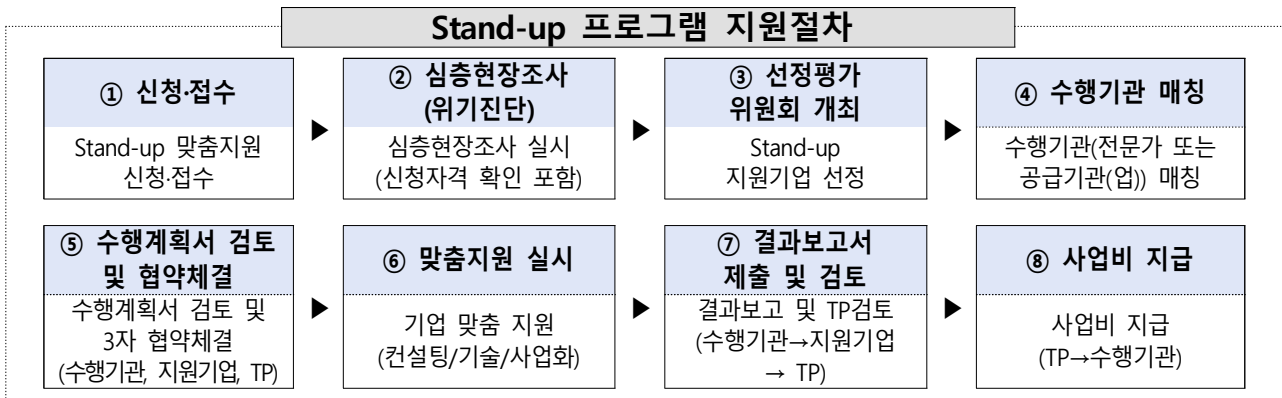 Stand-up 프로그램 지원절차
① 신청·접수
Stand-up 맞춤지원
신청·접수
▶
② 심층현장조사
(위기진단)
심층현장조사 실시
(신청자격 확인 포함)
▶
③ 선정평가
위원회 개최
Stand-up
지원기업 선정
▶
④ 수행기관 매칭
수행기관(전문가 또는
공급기관(업)) 매칭
⑤ 수행계획서 검토
및 협약체결
수행계획서 검토 및
3자 협약체결
(수행기관, 지원기업, TP)
▶
⑥ 맞춤지원 실시
기업 맞춤 지원
(컨설팅/기술/사업화)
▶
⑦ 결과보고서
제출 및 검토
결과보고 및 TP검토
(수행기관→지원기업
→ TP)
▶
⑧ 사업비 지급
사업비 지급
(TP→수행기관)